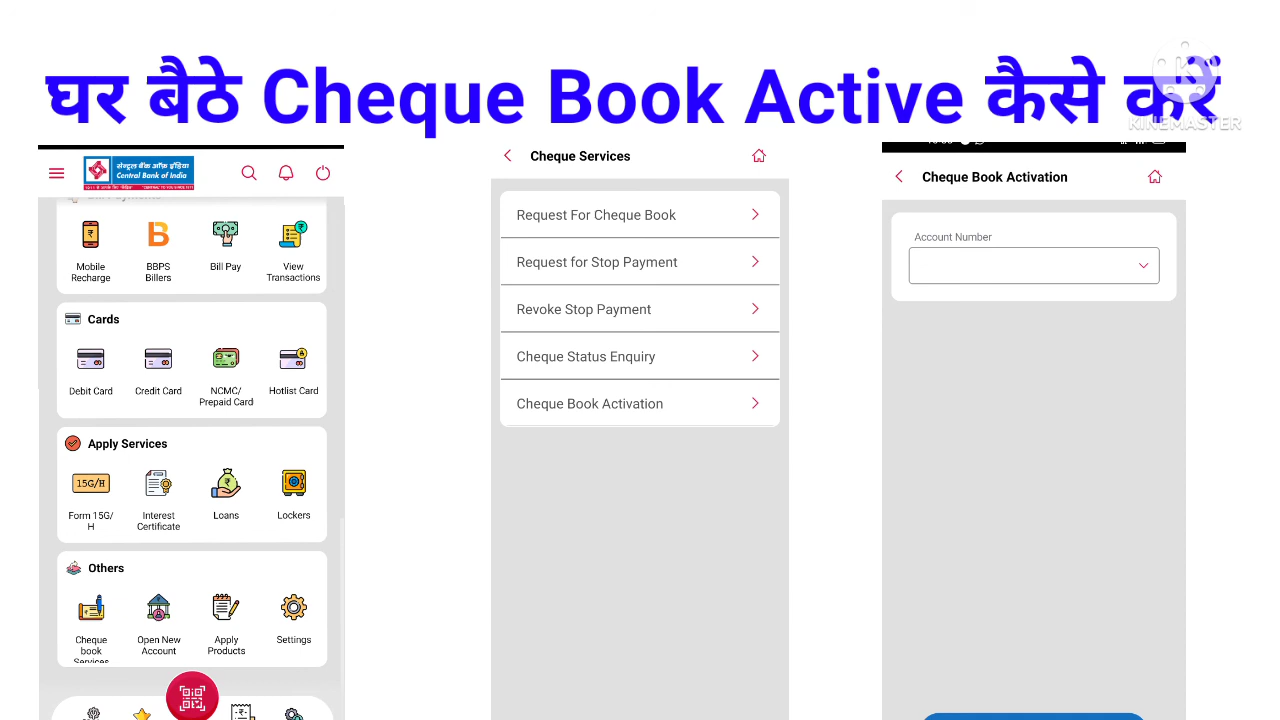 घर बैठे Cheque Book Active कैसे करें
KINEMASTER
सेन्ट्रल बैंक ऑफ़ इंडिया
Central Bank of India
Mobile Recharge
BBPS Billers
Bill Pay
View Transactions
Cards
Debit Card
Credit Card
NCMC/ Prepaid Card
Hotlist Card
Apply Services
15G/H
Form 15G/ H
Interest Certificate
Loans
Lockers
Others
Cheque book Services
Open New Account
Apply Products
Settings
Cheque Services
Request For Cheque Book
Request for Stop Payment
Revoke Stop Payment
Cheque Status Enquiry
Cheque Book Activation
Cheque Book Activation
Account Number